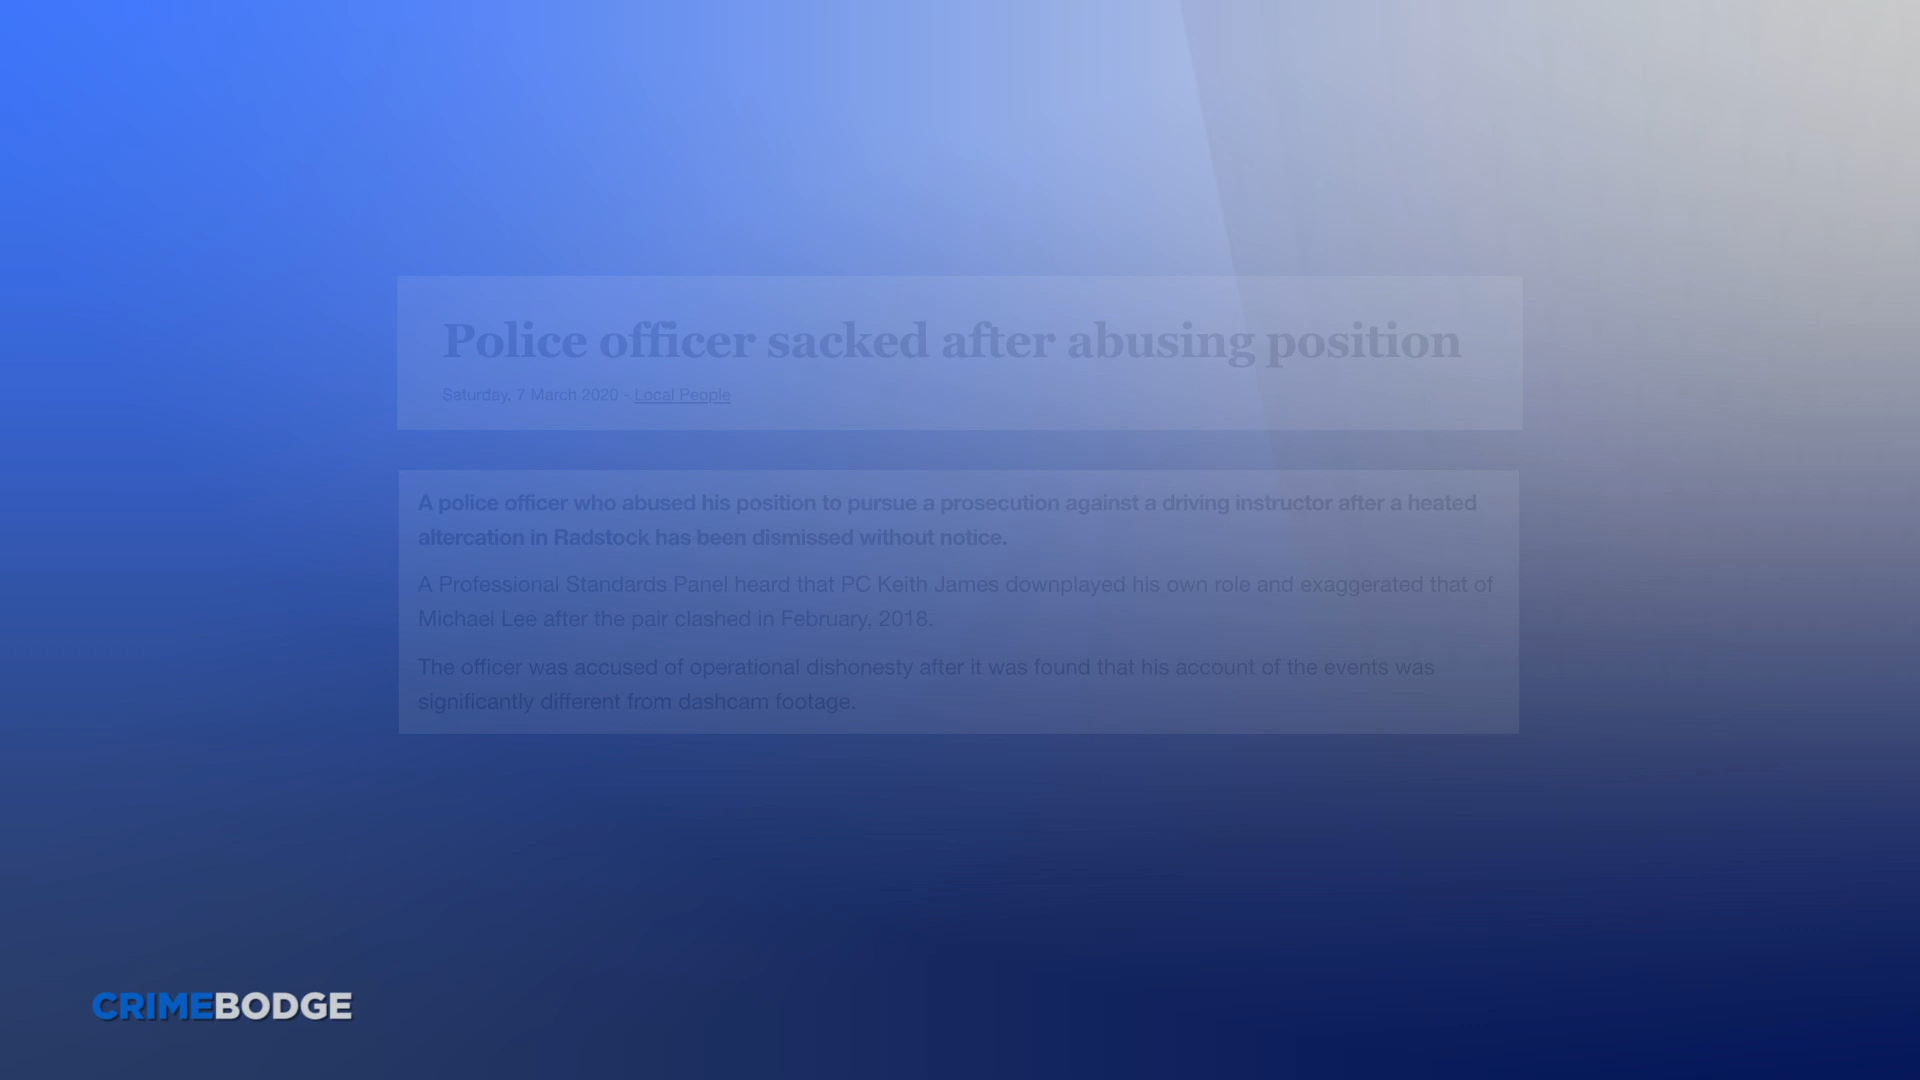 Police officer sacked after abusing position
Saturday, 7 March 2020 - Local People
A police officer who abused his position to pursue a prosecution against a driving instructor after a heated
altercation in Radstock has been dismissed without notice.
A Professional Standards Panel heard that PC Keith James downplayed his own role and exaggerated that of
Michael Lee after the pair clashed in February, 2018.
The officer was accused of operational dishonesty after it was found that his account of the events was
significantly different from dashcam footage.
CRIMEBODGE